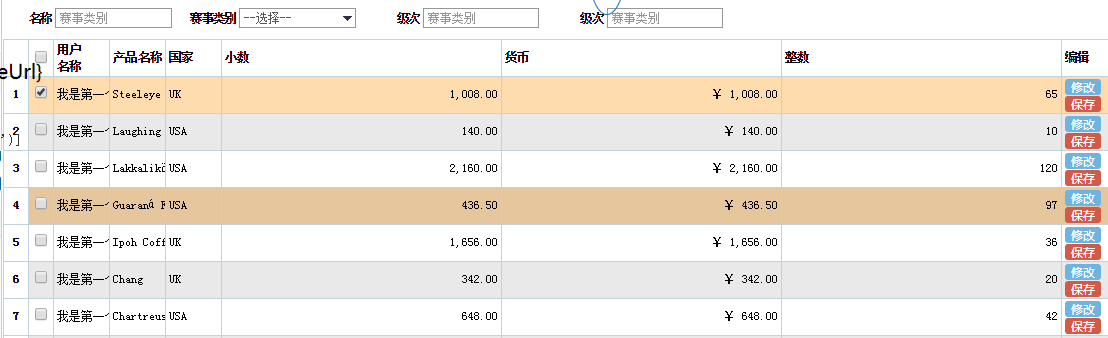 名称 赛事类别 赛事类别 --选择-- 级次 赛事类别 级次 赛事类别
用户名称 产品名称 国家 小数 货币 整数 编辑
eUrl}
1 我是第一 Steeleye UK 1,008.00 ￥ 1,008.00 65 修改 保存
2 我是第一 Laughing USA 140.00 ￥ 140.00 10 修改 保存
)]
3 我是第一 Lakkalikö USA 2,160.00 ￥ 2,160.00 120 修改 保存
4 我是第一 Guaraná F USA 436.50 ￥ 436.50 97 修改 保存
5 我是第一 Ipoh Coff UK 1,656.00 ￥ 1,656.00 36 修改 保存
6 我是第一 Chang UK 342.00 ￥ 342.00 20 修改 保存
7 我是第一 Chartreus USA 648.00 ￥ 648.00 42 修改 保存